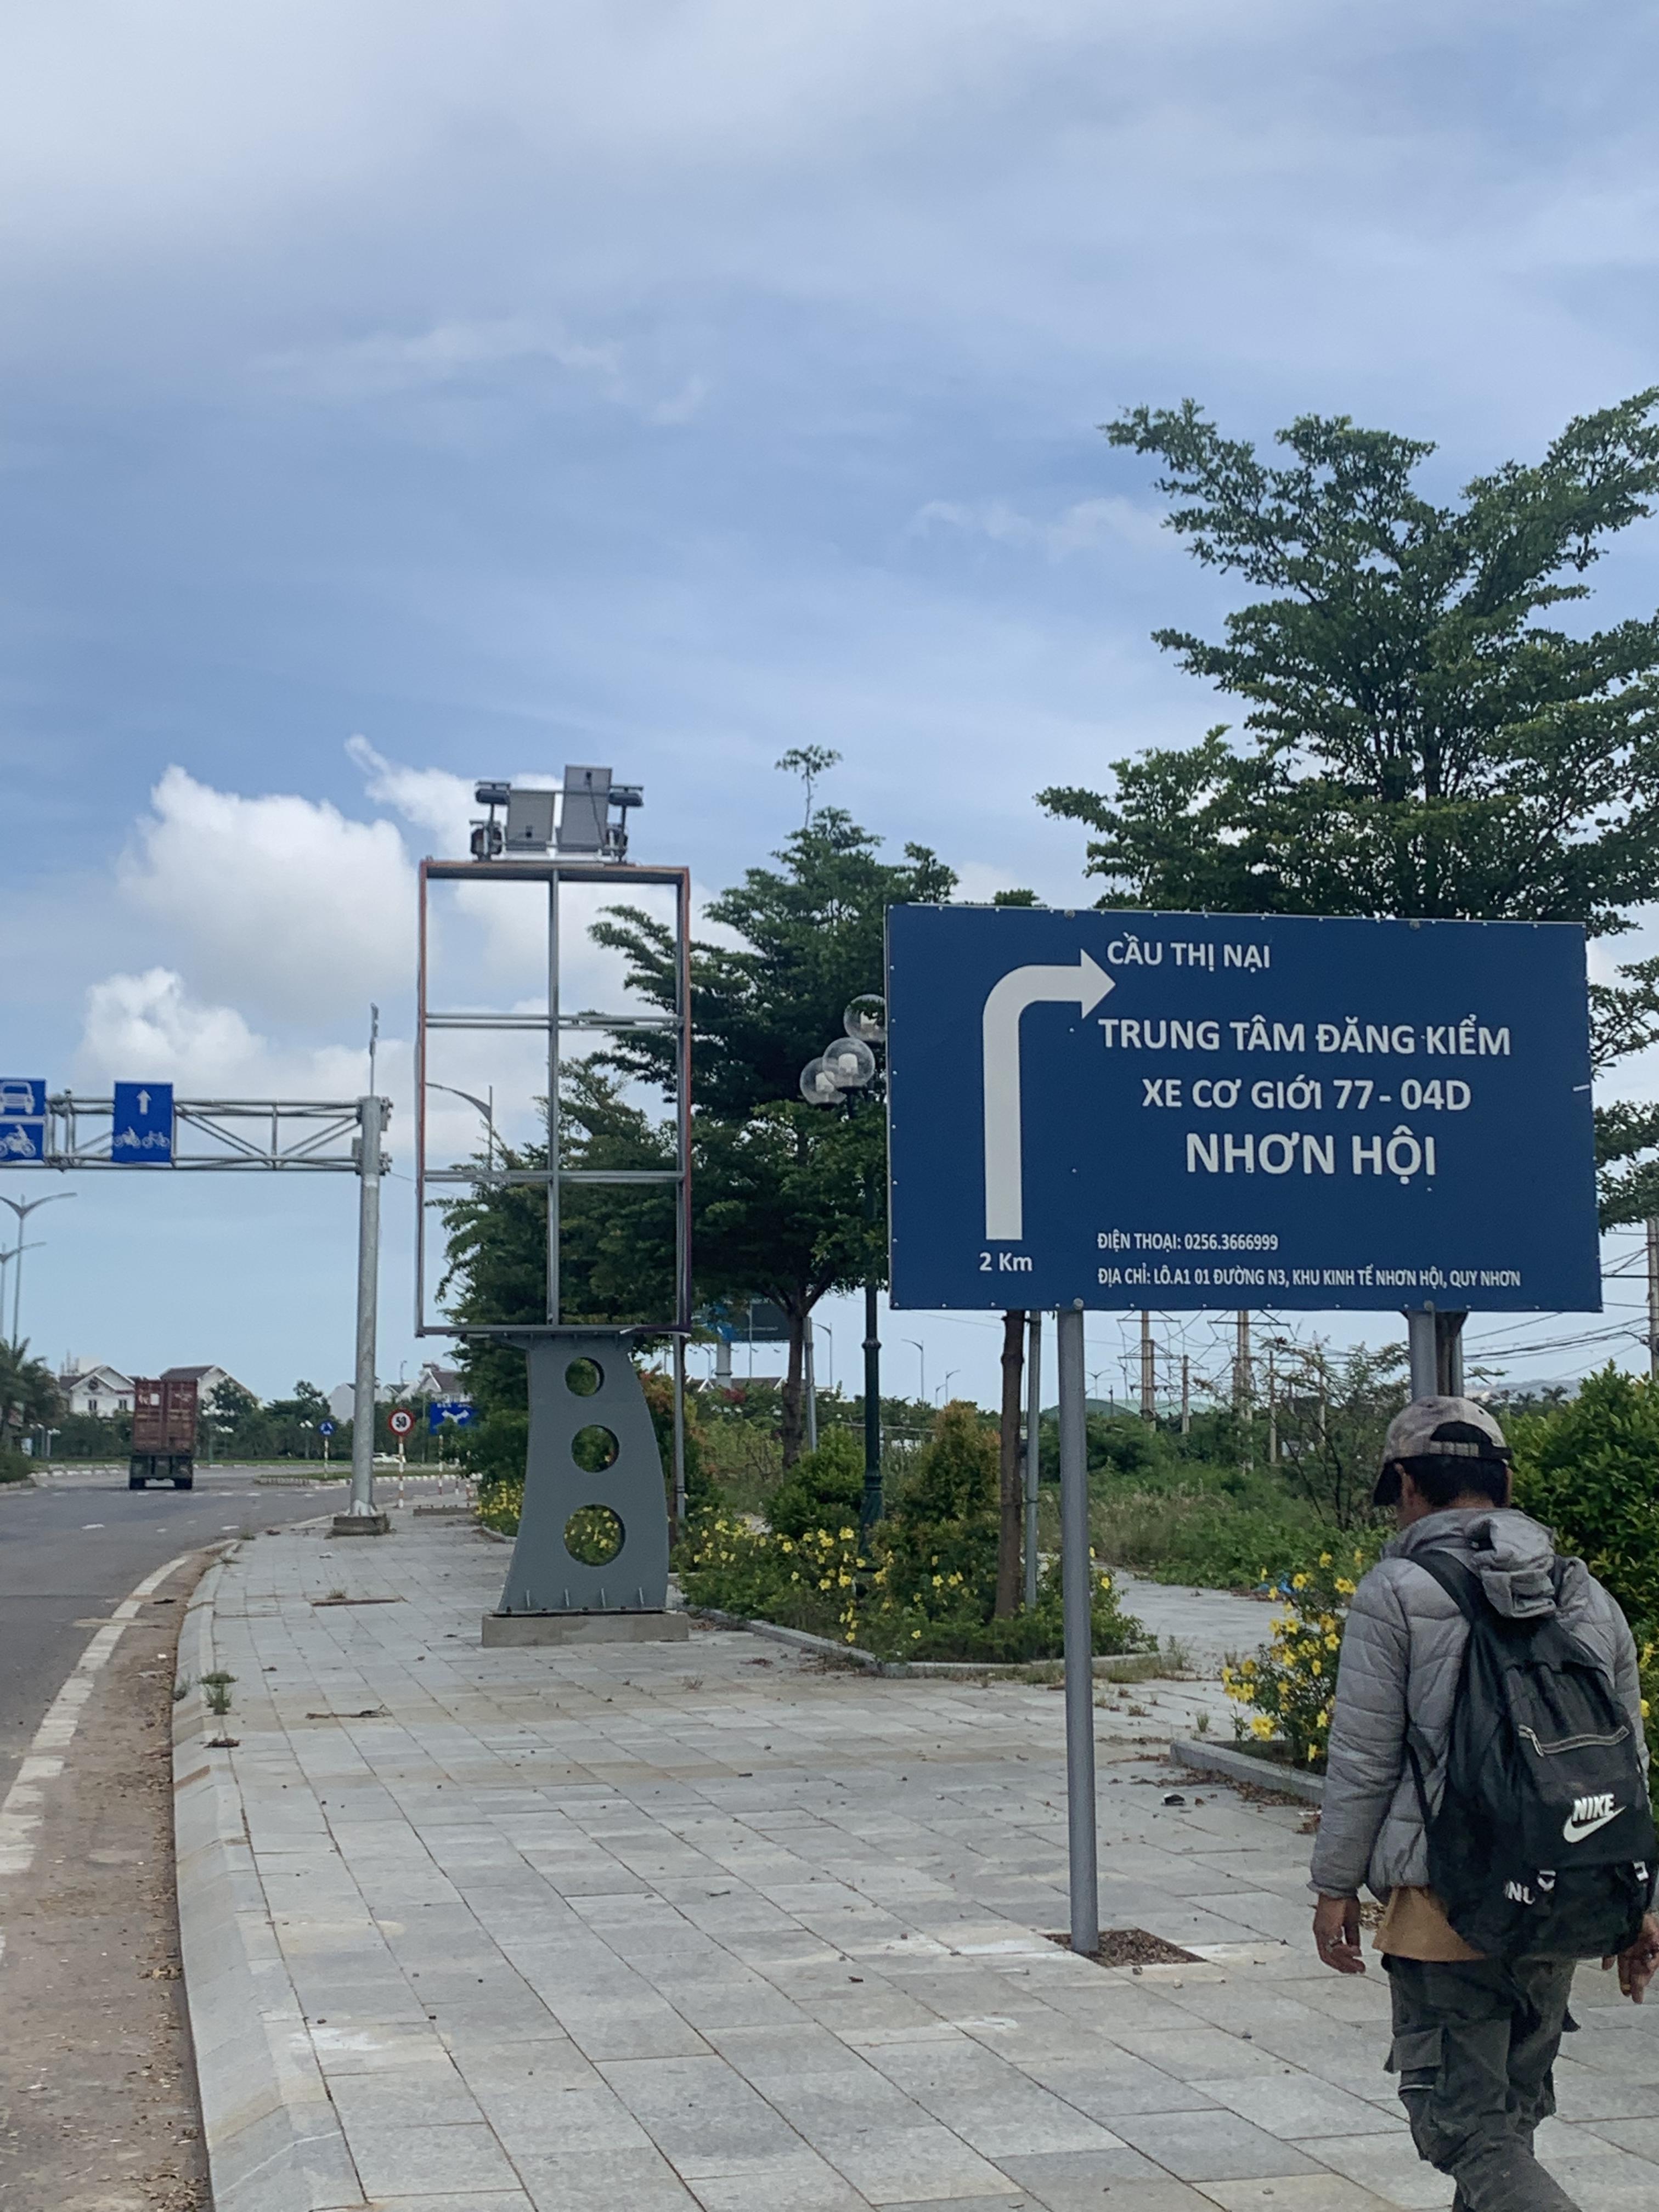 CẦU THỊ NẠI
TRUNG TÂM ĐĂNG KIỂM
XE CƠ GIỚI 77 - 04D
NHƠN HỘI
2 Km
ĐIỆN THOẠI: 0256.3666999
ĐỊA CHỈ: LÔ.A1 01 ĐƯỜNG N3, KHU KINH TẾ NHƠN HỘI, QUY NHƠN
50
NIKE